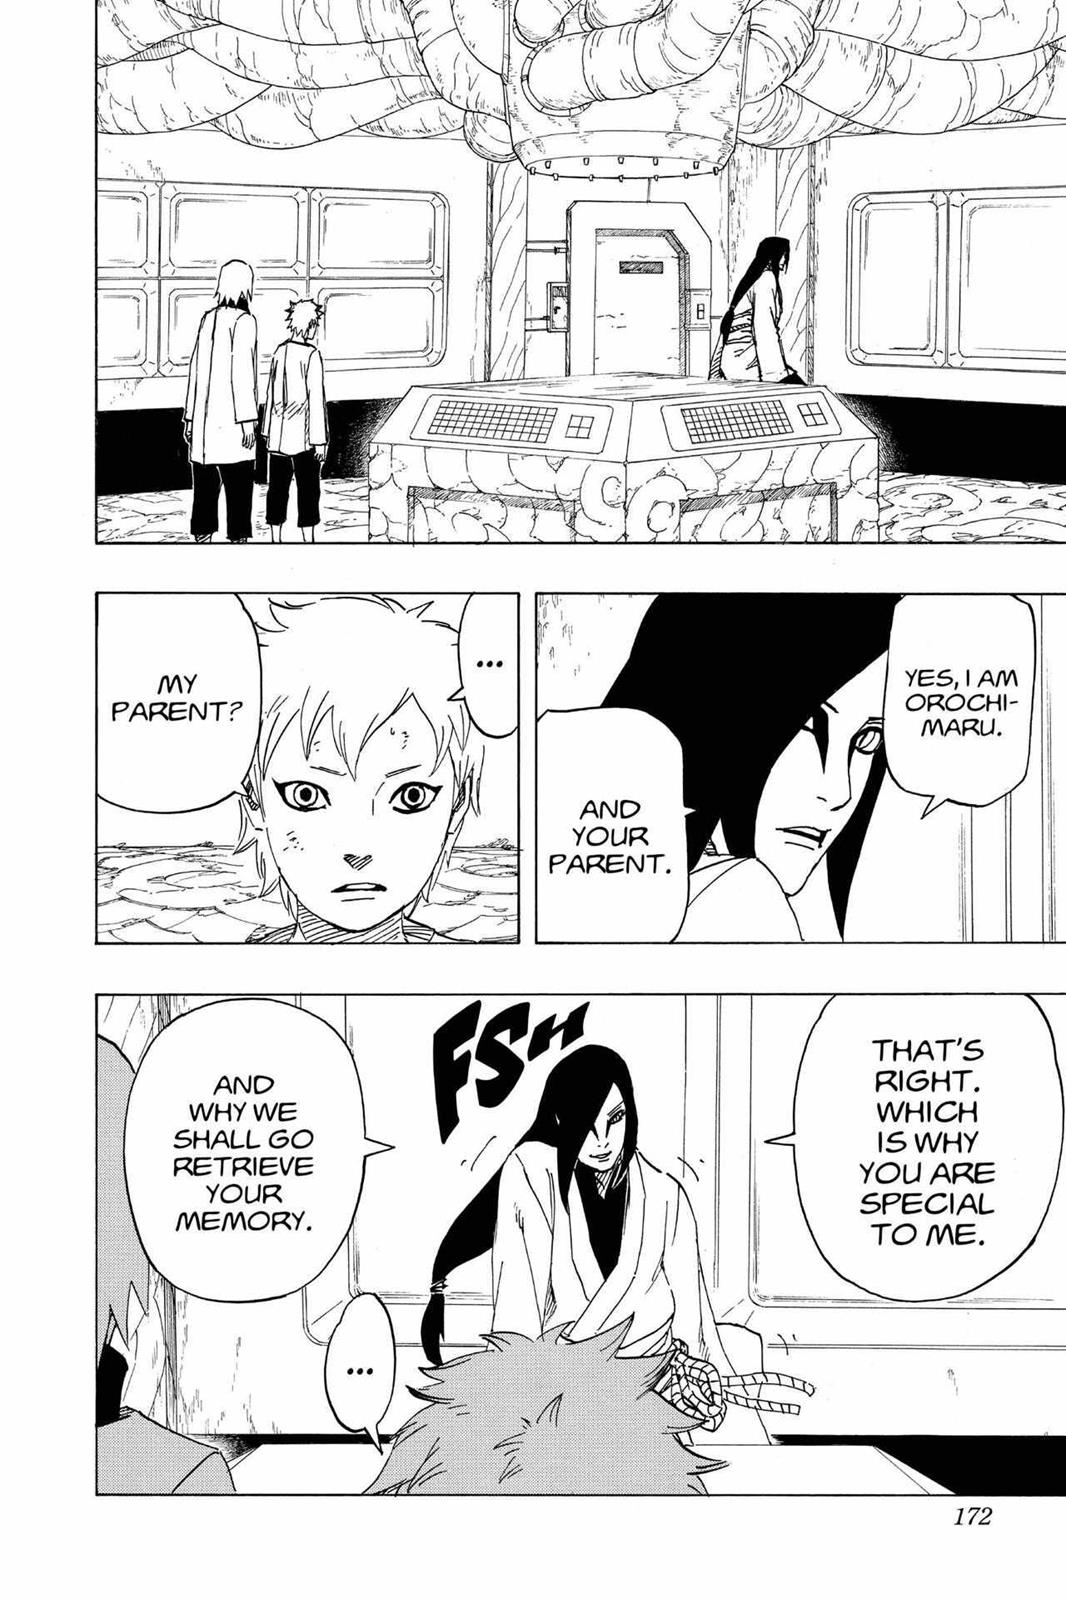 YES, I AM
OROCHI-
MARU.
AND
YOUR
PARENT.
...
MY
PARENT?
THAT'S
RIGHT.
WHICH
IS WHY
YOU ARE
SPECIAL
TO ME.
FSH
AND
WHY WE
SHALL GO
RETRIEVE
YOUR
MEMORY.
...
172